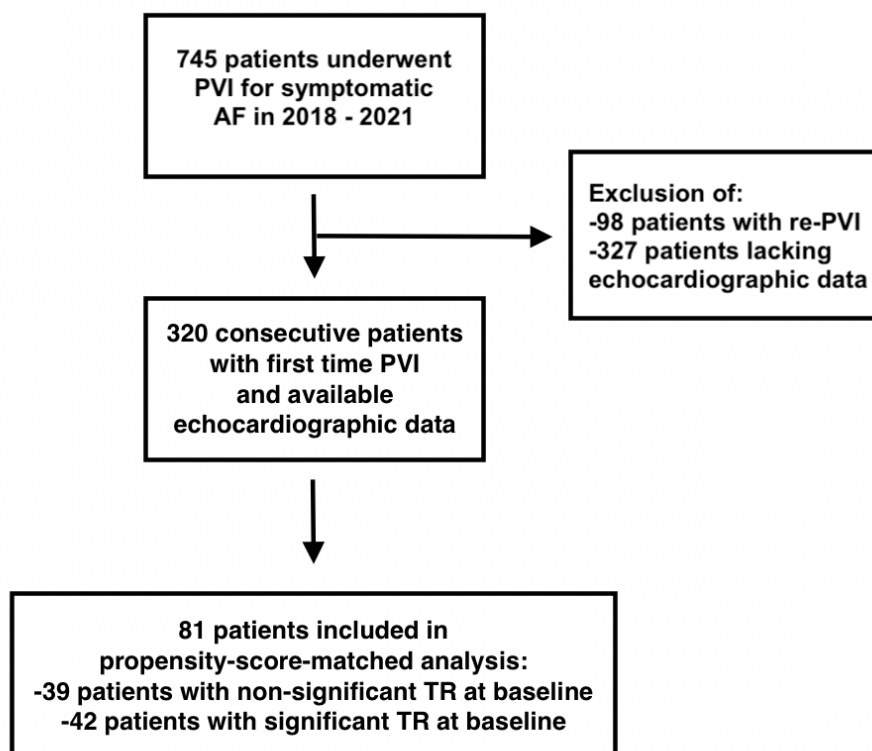 745 patients underwent
PVI for symptomatic
AF in 2018 - 2021
Exclusion of:
-98 patients with re-PVI
-327 patients lacking
echocardiographic data
320 consecutive patients
with first time PVI
and available
echocardiographic data
81 patients included in
propensity-score-matched analysis:
-39 patients with non-significant TR at baseline
-42 patients with significant TR at baseline